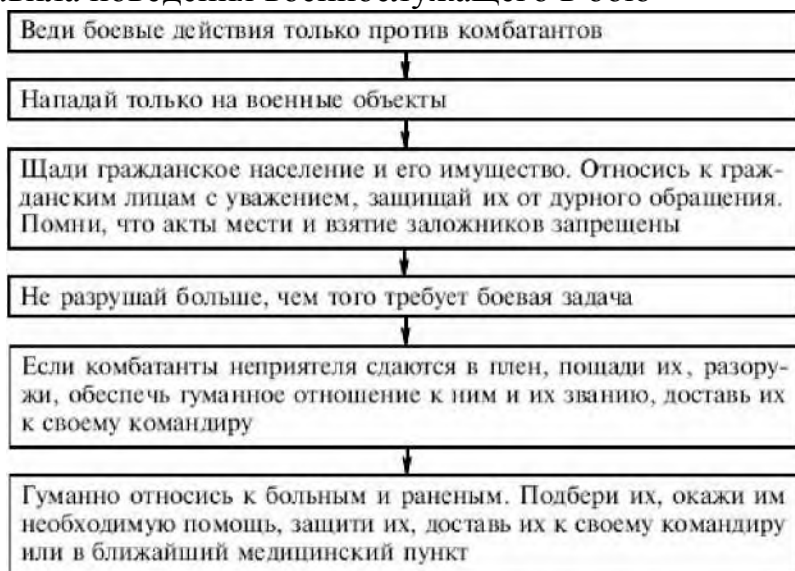 поведения военнослужащего в бою
Веди боевые действия только против комбатантов
Нападай только на военные объекты
Щади гражданское население и его имущество. Относись к граж-
данским лицам с уважением, защищай их от дурного обращения.
Помни, что акты мести и взятие заложников запрещены
Не разрушай больше, чем того требует боевая задача
Если комбатанты неприятеля сдаются в плен, пощади их, разору-
жи, обеспечь гуманное отношение к ним и их званию, доставь их
к своему командиру
Гуманно относись к больным и раненым. Подбери их, окажи им
необходимую помощь, защити их, доставь их к своему командиру
или в ближайший медицинский пункт